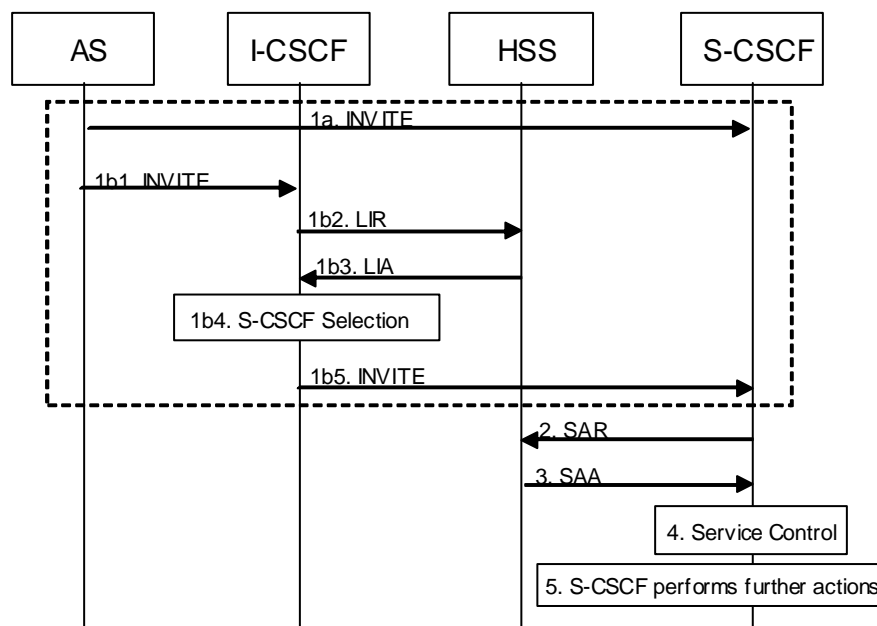 AS
I-CSCF
HSS
S-CSCF
1a. INVITE
1b1. INVITE
1b2. LIR
1b3. LIA
1b4. S-CSCF Selection
1b5. INVITE
2. SAR
3. SAA
4. Service Control
5. S-CSCF performs further actions